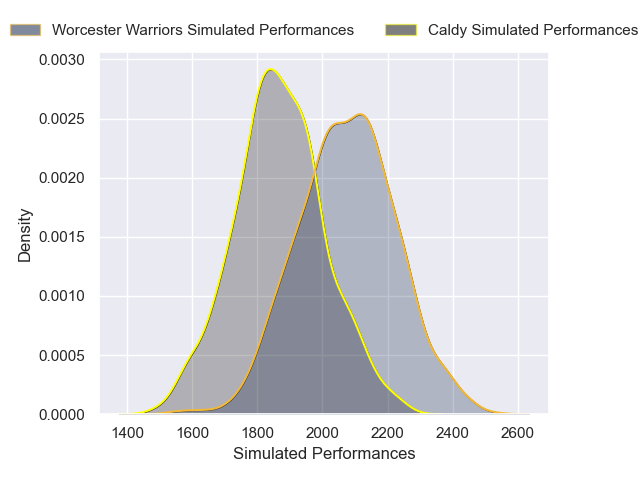 Worcester Warriors Simulated Performances Caldy Simulated Performances
0.0030
0.0025
0.0020
0.0015
0.0010
0.0005
0.0000
Density
1400 1600 1800 2000 2200 2400 2600
Simulated Performances